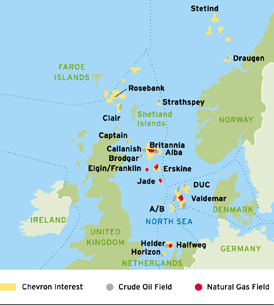 Stetind
Draugen
FAROE
ISLANDS
Rosebank
Strathspey
Shetland
Islands
Clair
NORWAY
Captain
Callanish
Britannia
Alba
Brodgar
Elgin/Franklin
Erskine
Jade
DUC
Valdemar
A/B
DENMARK
NORTH SEA
IRELAND
UNITED
KINGDOM
Helder
Halfweg
Horizon
NETHERLANDS
GERMANY
Chevron interest
Crude Oil Field
Natural Gas Field